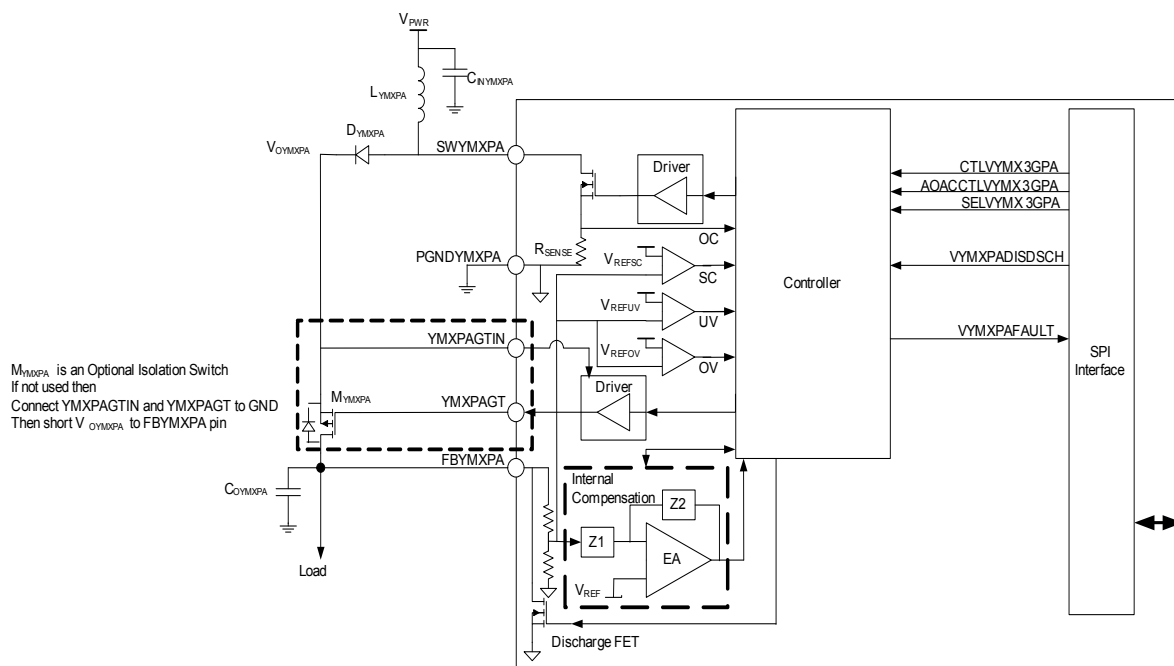 VPWR
CINYMXPA
LYMXPA
DYMXPA
VOYMXPA
SWYMXPA
Driver
CTLVYMX3GPA
AOACCTLVYMX3GPA
SELVYMX3GPA
OC
RSENSE
PGNDYMXPA
VREFSC
SC
VYMXPADISDSCH
Controller
VREFUV
UV
YMXPAGTIN
VREFOV
OV
VYMXPAFAULT
SPI
Interface
MYMXPA is an Optional Isolation Switch
If not used then
Connect YMXPAGTIN and YMXPAGT to GND
Then short VOYMXPA to FBYMXPA pin
MYMXPA
YMXPAGT
Driver
FBYMXPA
COYMXPA
Internal
Compensation
Z2
Z1
EA
VREF
Load
Discharge FET